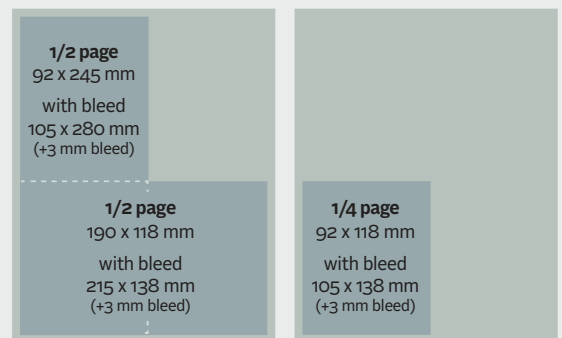 1/2 page
92 x 245 mm
with bleed
105 x 280 mm
(+3 mm bleed)
1/2 page
190 x 118 mm
with bleed
215 x 138 mm
(+3 mm bleed)
1/4 page
92 x 118 mm
with bleed
105 x 138 mm
(+3 mm bleed)